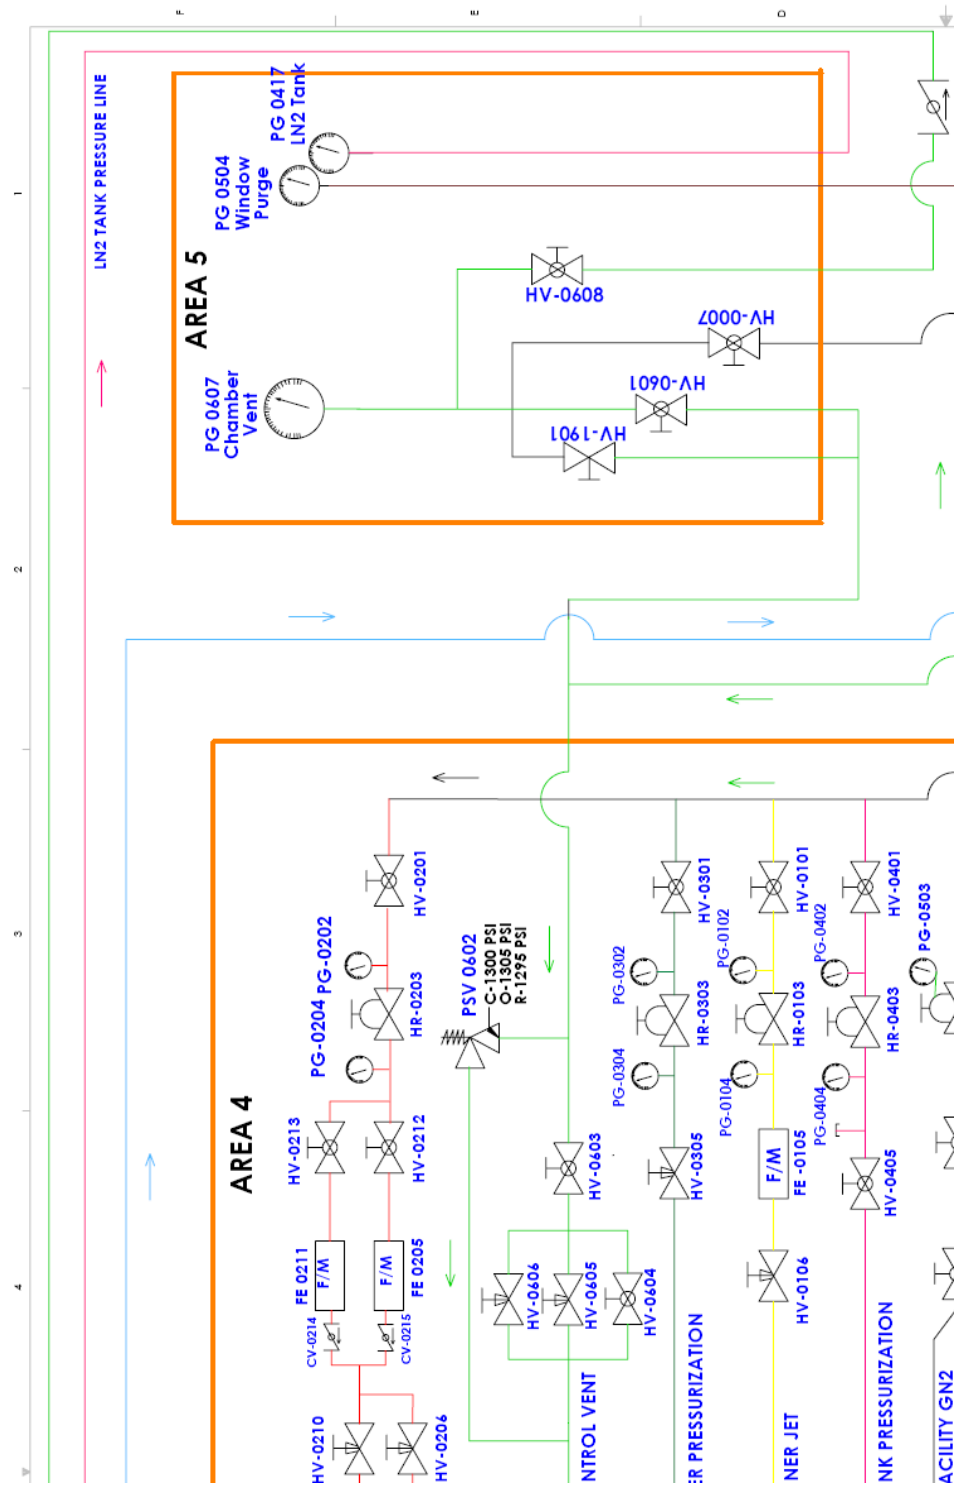 F
E
D
1
2
3
4
LN2 TANK PRESSURE LINE
PG 0417
LN2 Tank
PG 0504
Window
Purge
AREA 5
HV-0608
HV-0007
PG 0607
Chamber
Vent
HV-0601
HV-1901
HV-0201
HV-0301
HV-0101
HV-0401
PG-0202
PG-0204
HR-0203
PSV 0602
C-1300 PSI
O-1305 PSI
R-1295 PSI
PG-0302
HR-0303
PG-0304
PG-0102
HR-0103
PG-0104
PG-0402
HR-0403
PG-0404
PG-0503
AREA 4
HV-0213
HV-0212
HV-0603
HV-0305
F/M
FE-0105
HV-0405
FE 0211
F/M
F/M
FE 0205
HV-0606
HV-0605
HV-0604
HV-0106
CV-0214
CV-0215
HV-0210
HV-0206
NTROL VENT
ER PRESSURIZATION
NER JET
NK PRESSURIZATION
ACILITY GN2